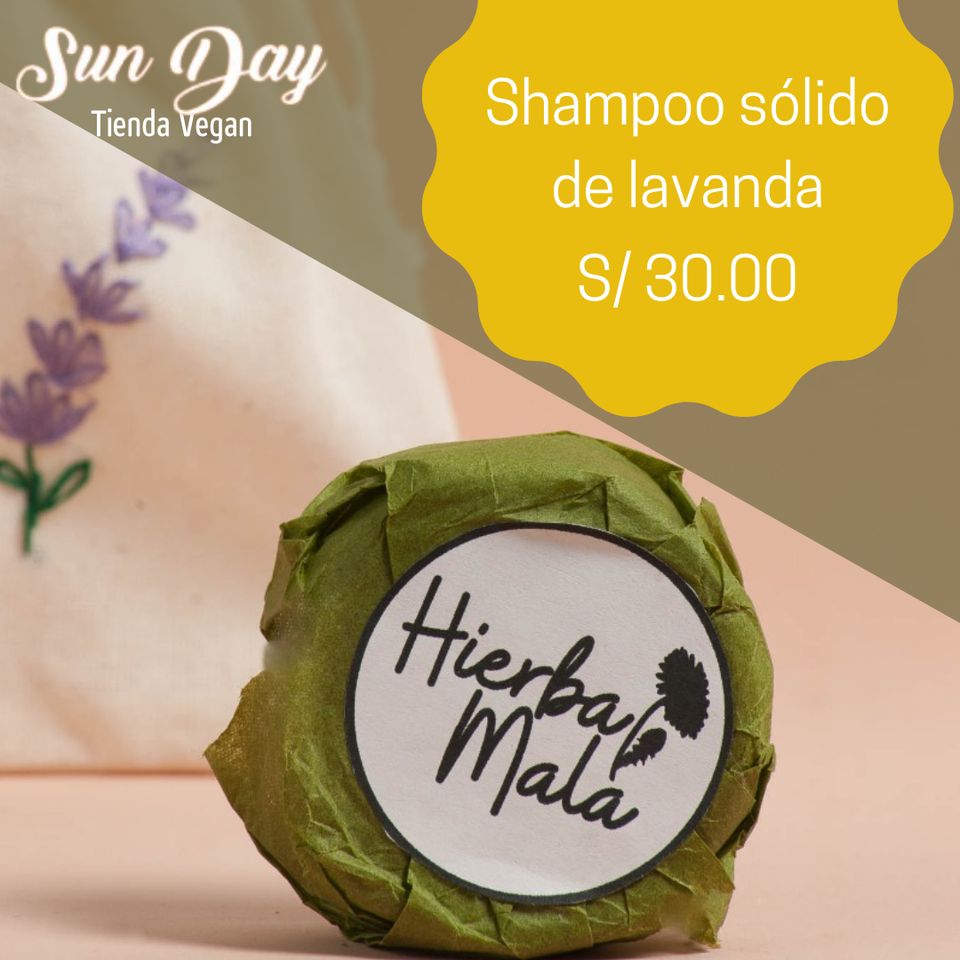 Sun Day
Tienda Vegan
Shampoo sólido
de lavanda
S/ 30.00
Hierba
Mala